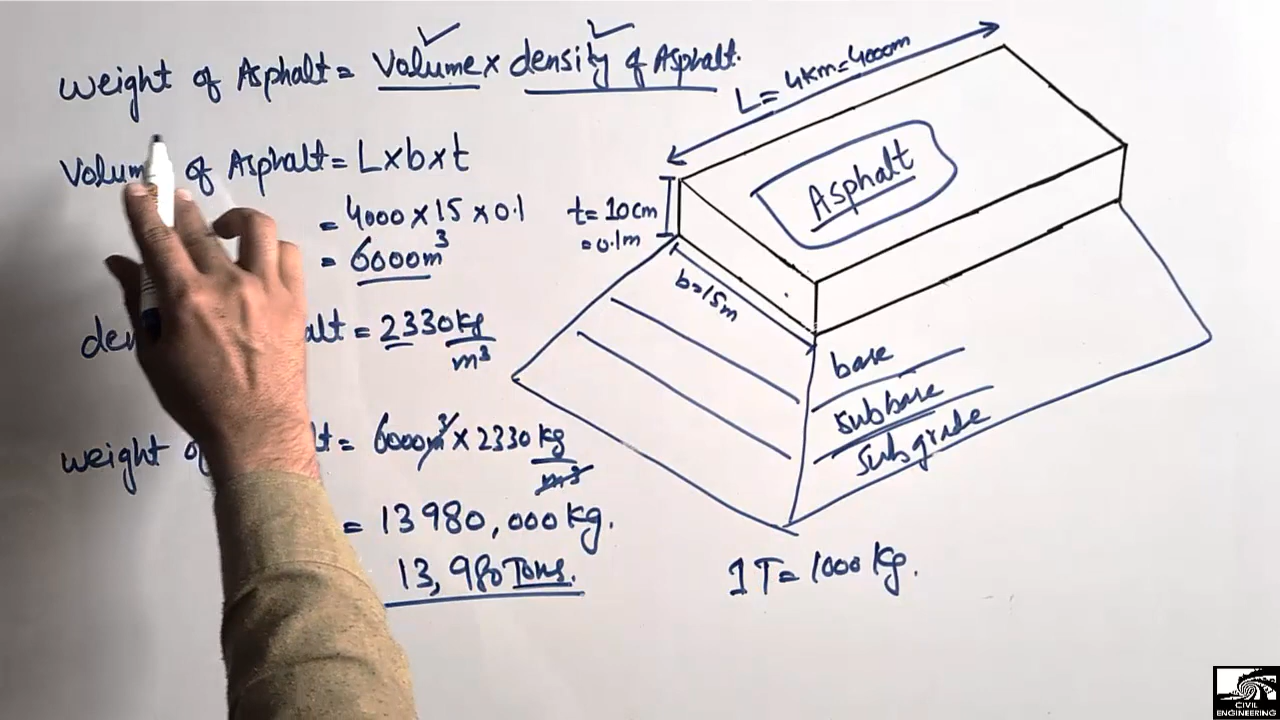 weight of Asphalt = Volume x density of Asphalt.
Volum of Asphalt = L x b x t
= 4000 x 15 x 0.1
= 6000m³
den alt = 2330 kg/m³
weight of t = 6000m³ x 2330 kg/m³
= 13980,000 kg.
13,980 Tons.
L = 4km = 4000m
Asphalt
t = 10cm
= 0.1m
b = 15m
base
subbase
subgrade
1T = 1000 kg.
CIVIL
ENGINEERING